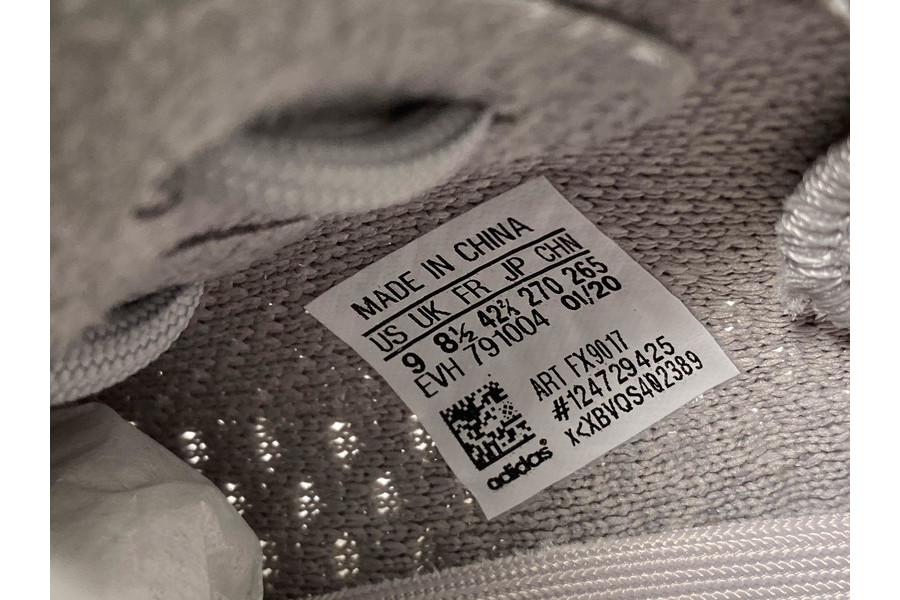 MADE IN CHINA
US UK FR JP CHN
9 8½ 42⅔ 270 265
EVH 791004 01/20
ART FX9017
#124729425
x<XBVQS402389
adidas®